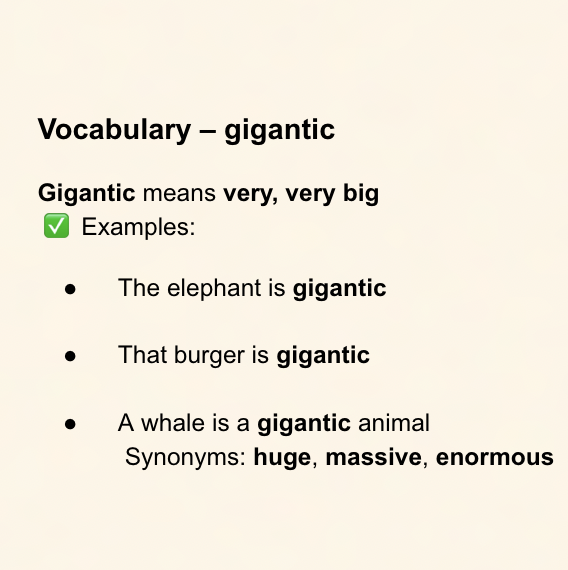 Vocabulary – gigantic
Gigantic means very, very big
✅ Examples:
● The elephant is gigantic
● That burger is gigantic
● A whale is a gigantic animal
Synonyms: huge, massive, enormous